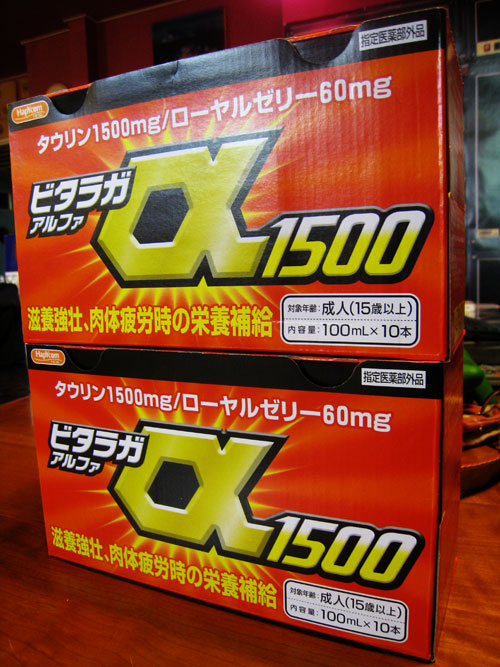 Hapycom
指定医薬部外品
タウリン1500mg/ローヤルゼリー60mg
ビタラガ
アルファ
α1500
滋養強壮、肉体疲労時の栄養補給
対象年齢:成人(15歳以上)
内容量:100mL×10本
Hapycom
指定医薬部外品
タウリン1500mg/ローヤルゼリー60mg
ビタラガ
アルファ
α1500
滋養強壮、肉体疲労時の栄養補給
対象年齢:成人(15歳以上)
内容量:100mL×10本